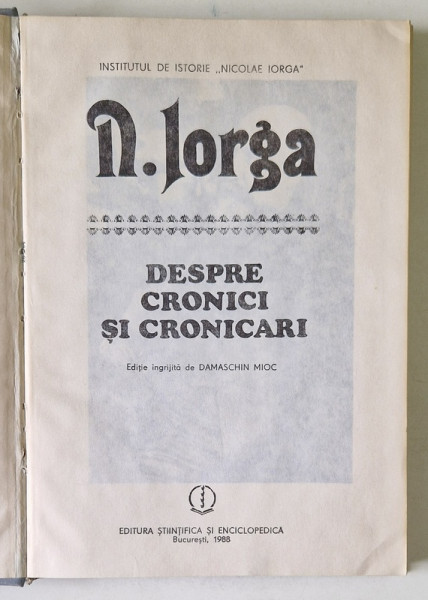 INSTITUTUL DE ISTORIE „NICOLAE IORGA"
N. Iorga
DESPRE
CRONICI
ȘI CRONICARI
Ediție îngrijită de DAMASCHIN MIOC
EDITURA ȘTIINȚIFICĂ ȘI ENCICLOPEDICĂ
București, 1988